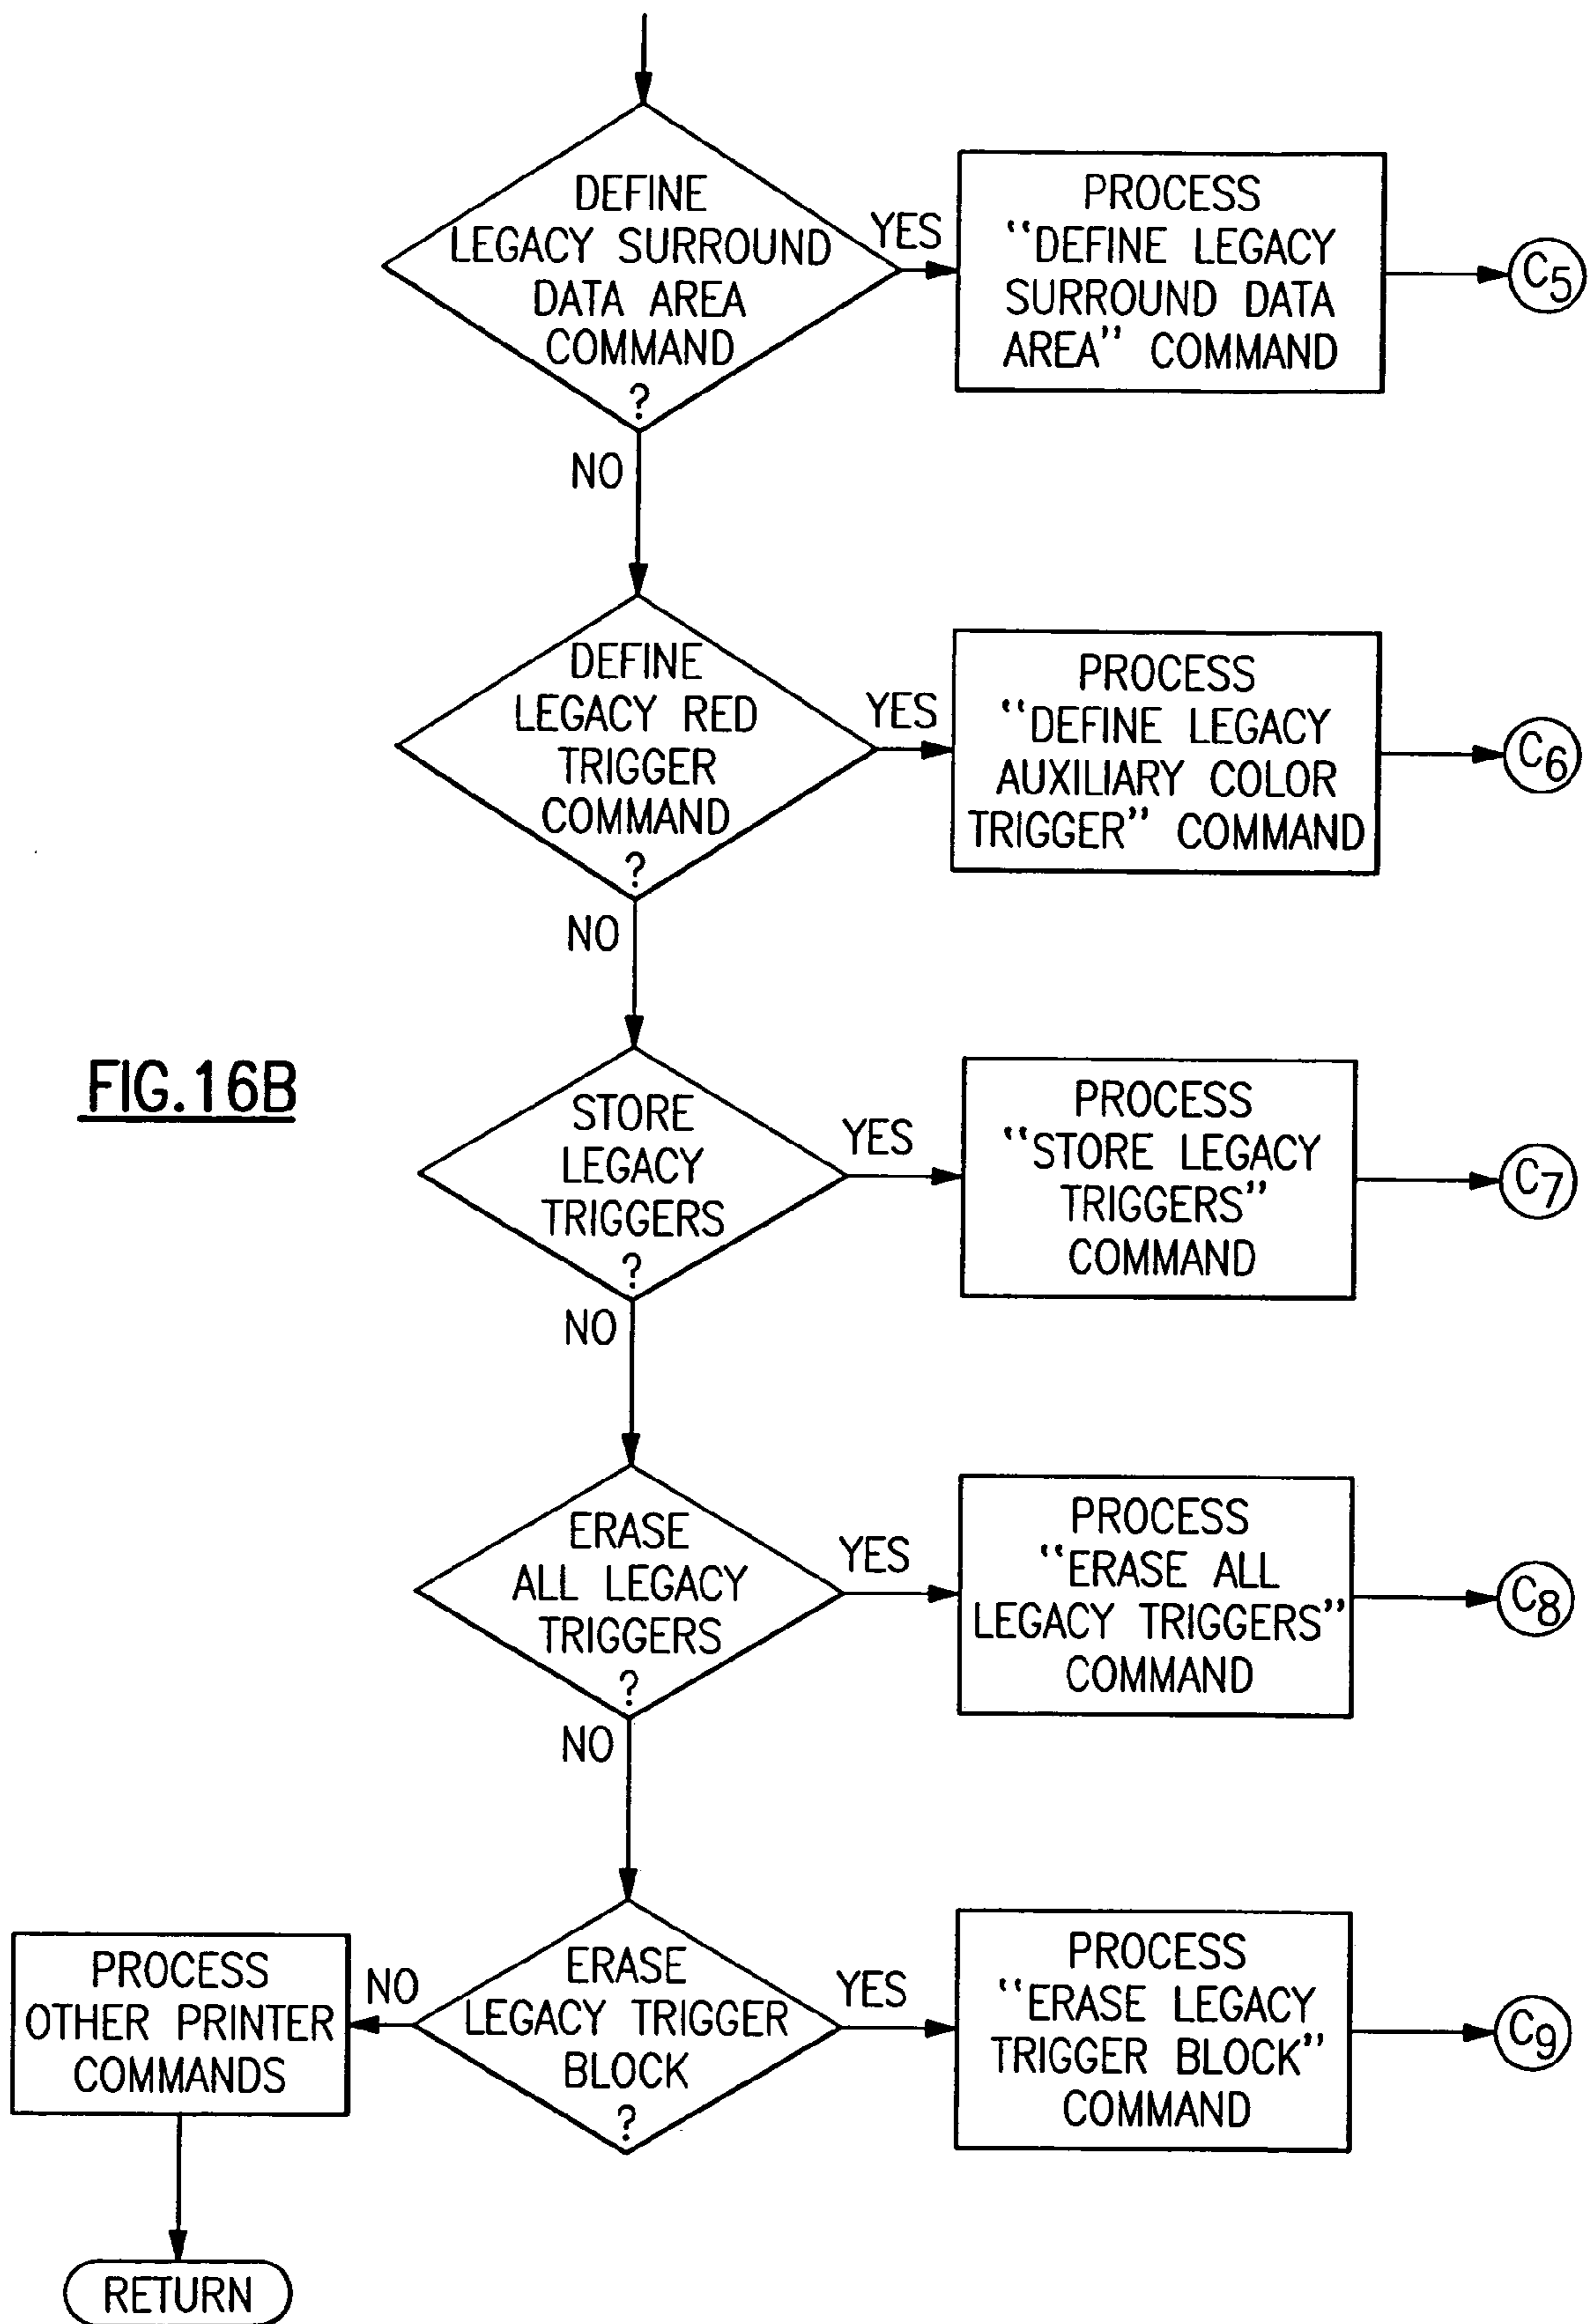 DEFINE
LEGACY SURROUND
DATA AREA
COMMAND
?
YES
PROCESS
"DEFINE LEGACY
SURROUND DATA
AREA" COMMAND
C5
NO
DEFINE
LEGACY RED
TRIGGER
COMMAND
?
YES
PROCESS
"DEFINE LEGACY
AUXILIARY COLOR
TRIGGER" COMMAND
C6
NO
FIG.16B
STORE
LEGACY
TRIGGERS
?
YES
PROCESS
"STORE LEGACY
TRIGGERS"
COMMAND
C7
NO
ERASE
ALL LEGACY
TRIGGERS
?
YES
PROCESS
"ERASE ALL
LEGACY TRIGGERS"
COMMAND
C8
NO
ERASE
LEGACY TRIGGER
BLOCK
?
YES
PROCESS
"ERASE LEGACY
TRIGGER BLOCK"
COMMAND
C9
NO
PROCESS
OTHER PRINTER
COMMANDS
RETURN